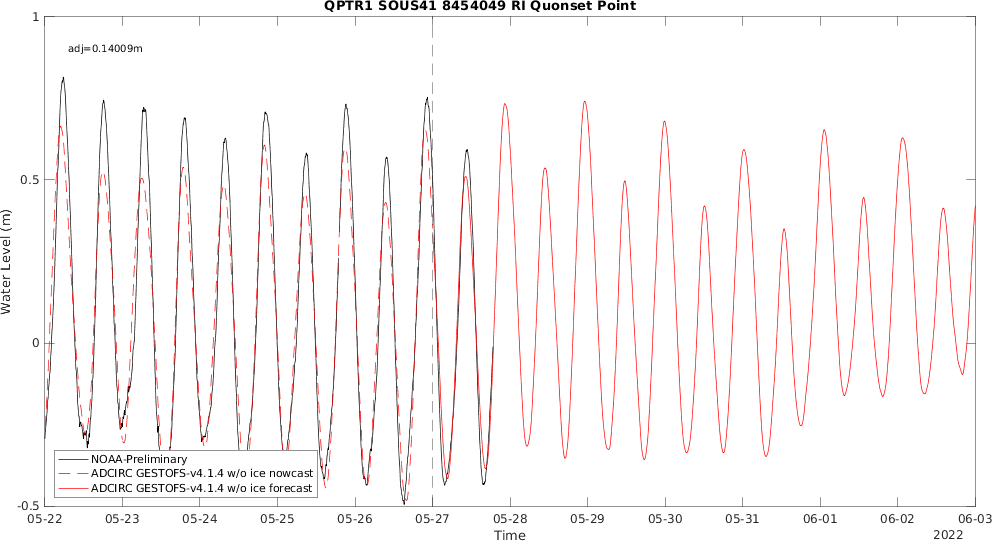 QPTR1 SOUS41 8454049 RI Quonset Point
1
adj=0.14009m
0.5
Water Level (m)
0
NOAA-Preliminary
ADCIRC GESTOFS-v4.1.4 w/o ice nowcast
ADCIRC GESTOFS-v4.1.4 w/o ice forecast
-0.5
05-22 05-23 05-24 05-25 05-26 05-27 05-28 05-29 05-30 05-31 06-01 06-02 06-03
Time
2022